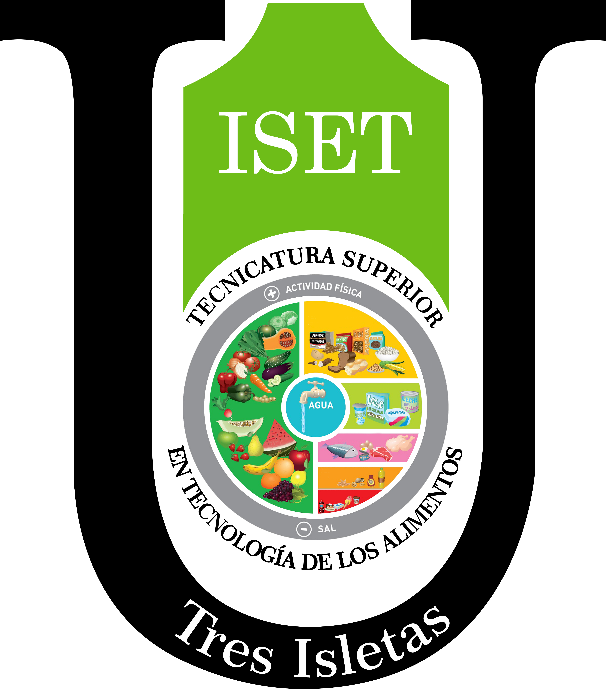 ISET
TECNICATURA SUPERIOR
+ ACTIVIDAD FÍSICA
AGUA
- SAL
EN TECNOLOGÍA DE LOS ALIMENTOS
Tres Isletas